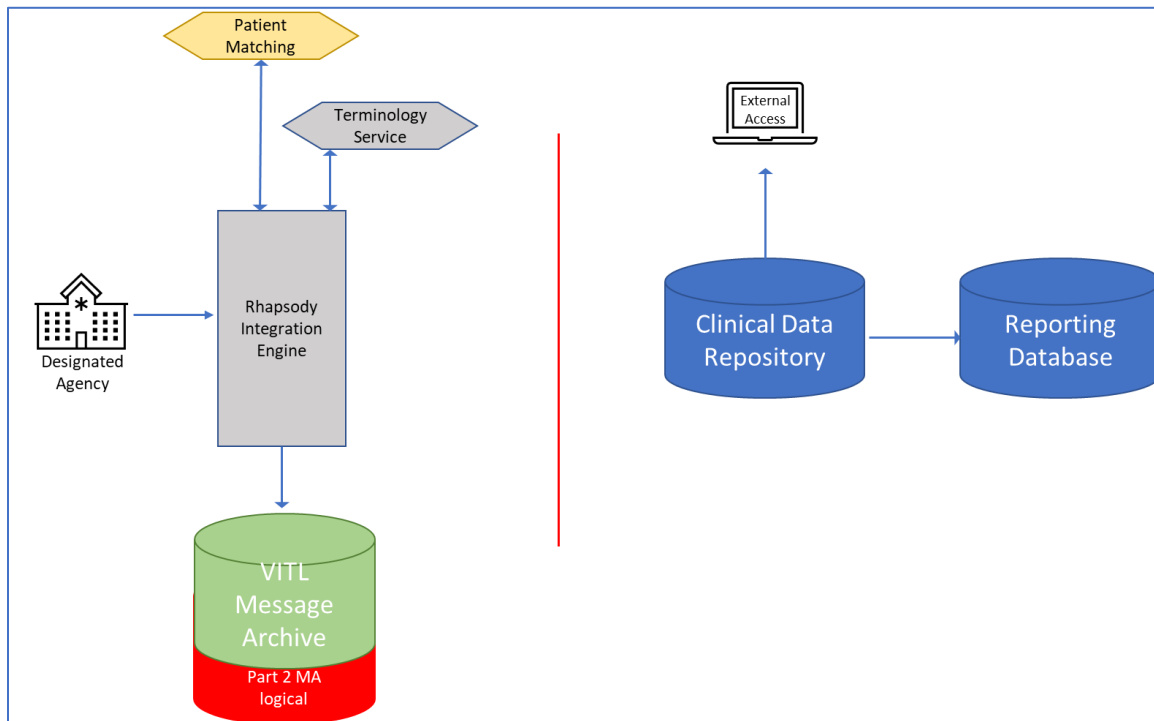 Patient
Matching
Terminology
Service
External
Access
Rhapsody
Integration
Engine
Designated
Agency
Clinical Data
Repository
Reporting
Database
VITL
Message
Archive
Part 2 MA
logical